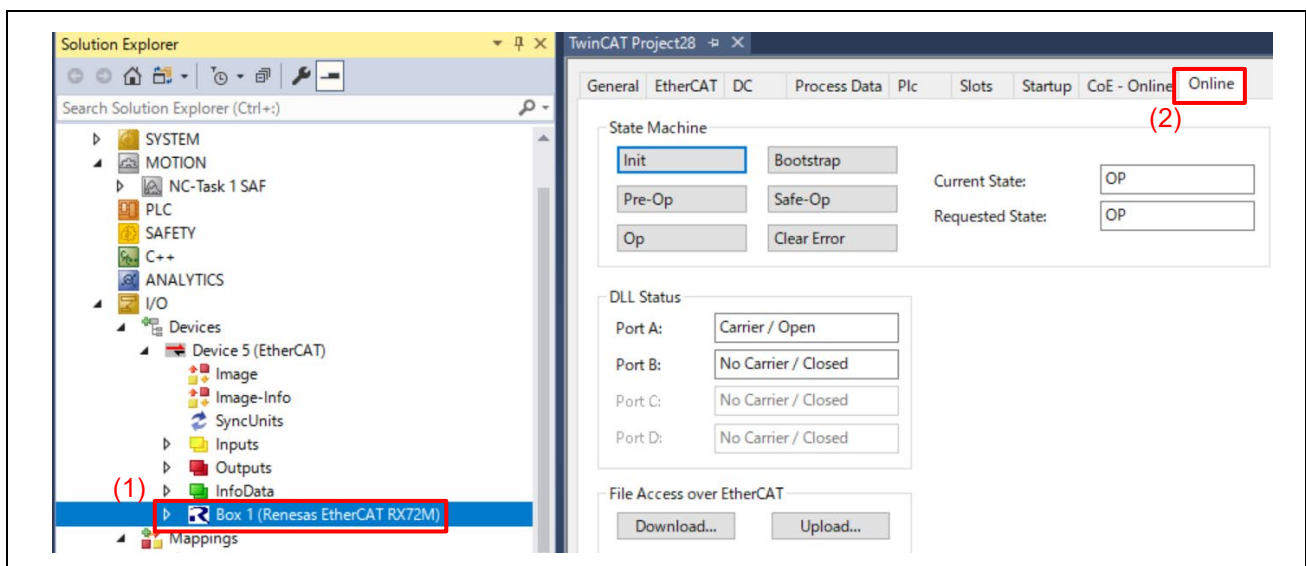 Solution Explorer
Search Solution Explorer (Ctrl+:)
SYSTEM
MOTION
NC-Task 1 SAF
PLC
SAFETY
C++
ANALYTICS
I/O
Devices
Device 5 (EtherCAT)
Image
Image-Info
SyncUnits
Inputs
Outputs
InfoData
(1)
Box 1 (Renesas EtherCAT RX72M)
Mappings
TwinCAT Project28
General EtherCAT DC Process Data Plc Slots Startup CoE - Online Online
(2)
State Machine
Init Bootstrap
Pre-Op Safe-Op
Op Clear Error
Current State: OP
Requested State: OP
DLL Status
Port A: Carrier / Open
Port B: No Carrier / Closed
Port C: No Carrier / Closed
Port D: No Carrier / Closed
File Access over EtherCAT
Download... Upload...